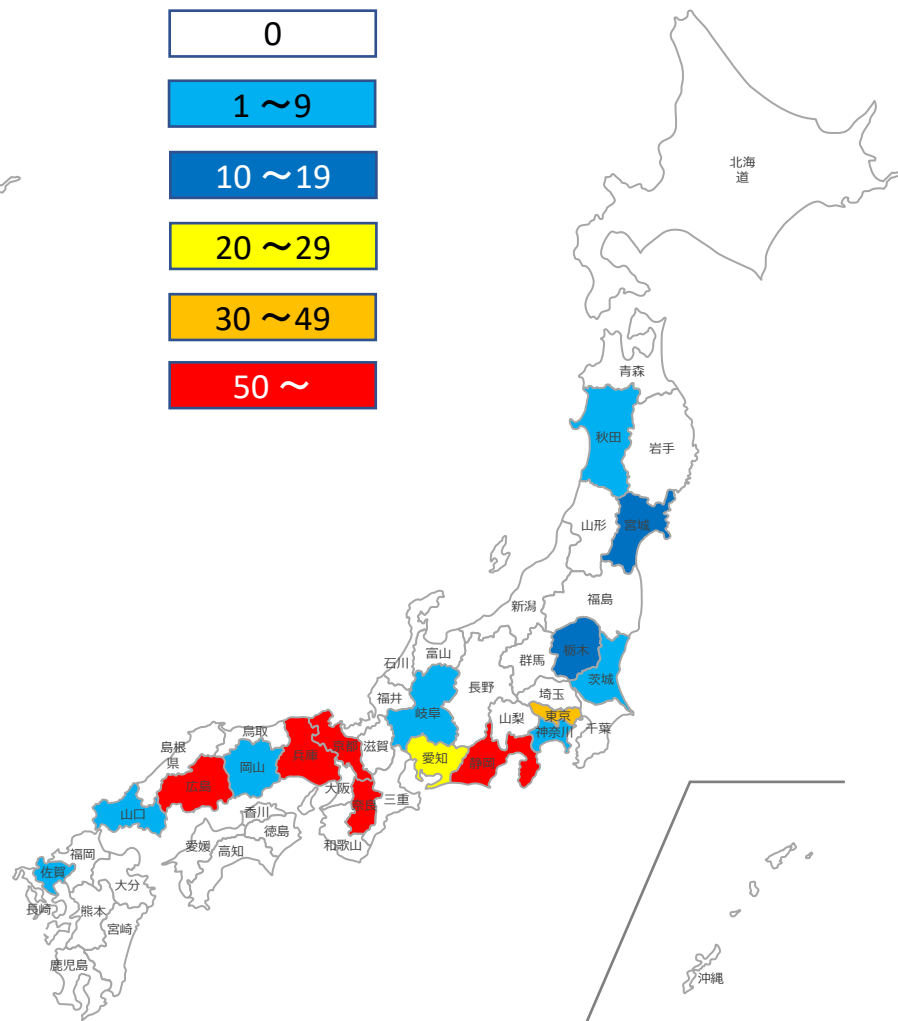 0
1 ～9
10 ～19
20 ～29
30 ～49
50 ～
北海
道
青森
秋田
岩手
山形
宮城
新潟
福島
石川
富山
群馬
栃木
福井
長野
埼玉
茨城
岐阜
山梨
東京
千葉
神奈川
島根
県
鳥取
兵庫
京都
滋賀
愛知
静岡
広島
岡山
大阪
奈良
三重
山口
香川
徳島
和歌山
愛媛
高知
福岡
佐賀
大分
長崎
熊本
宮崎
鹿児島
沖縄